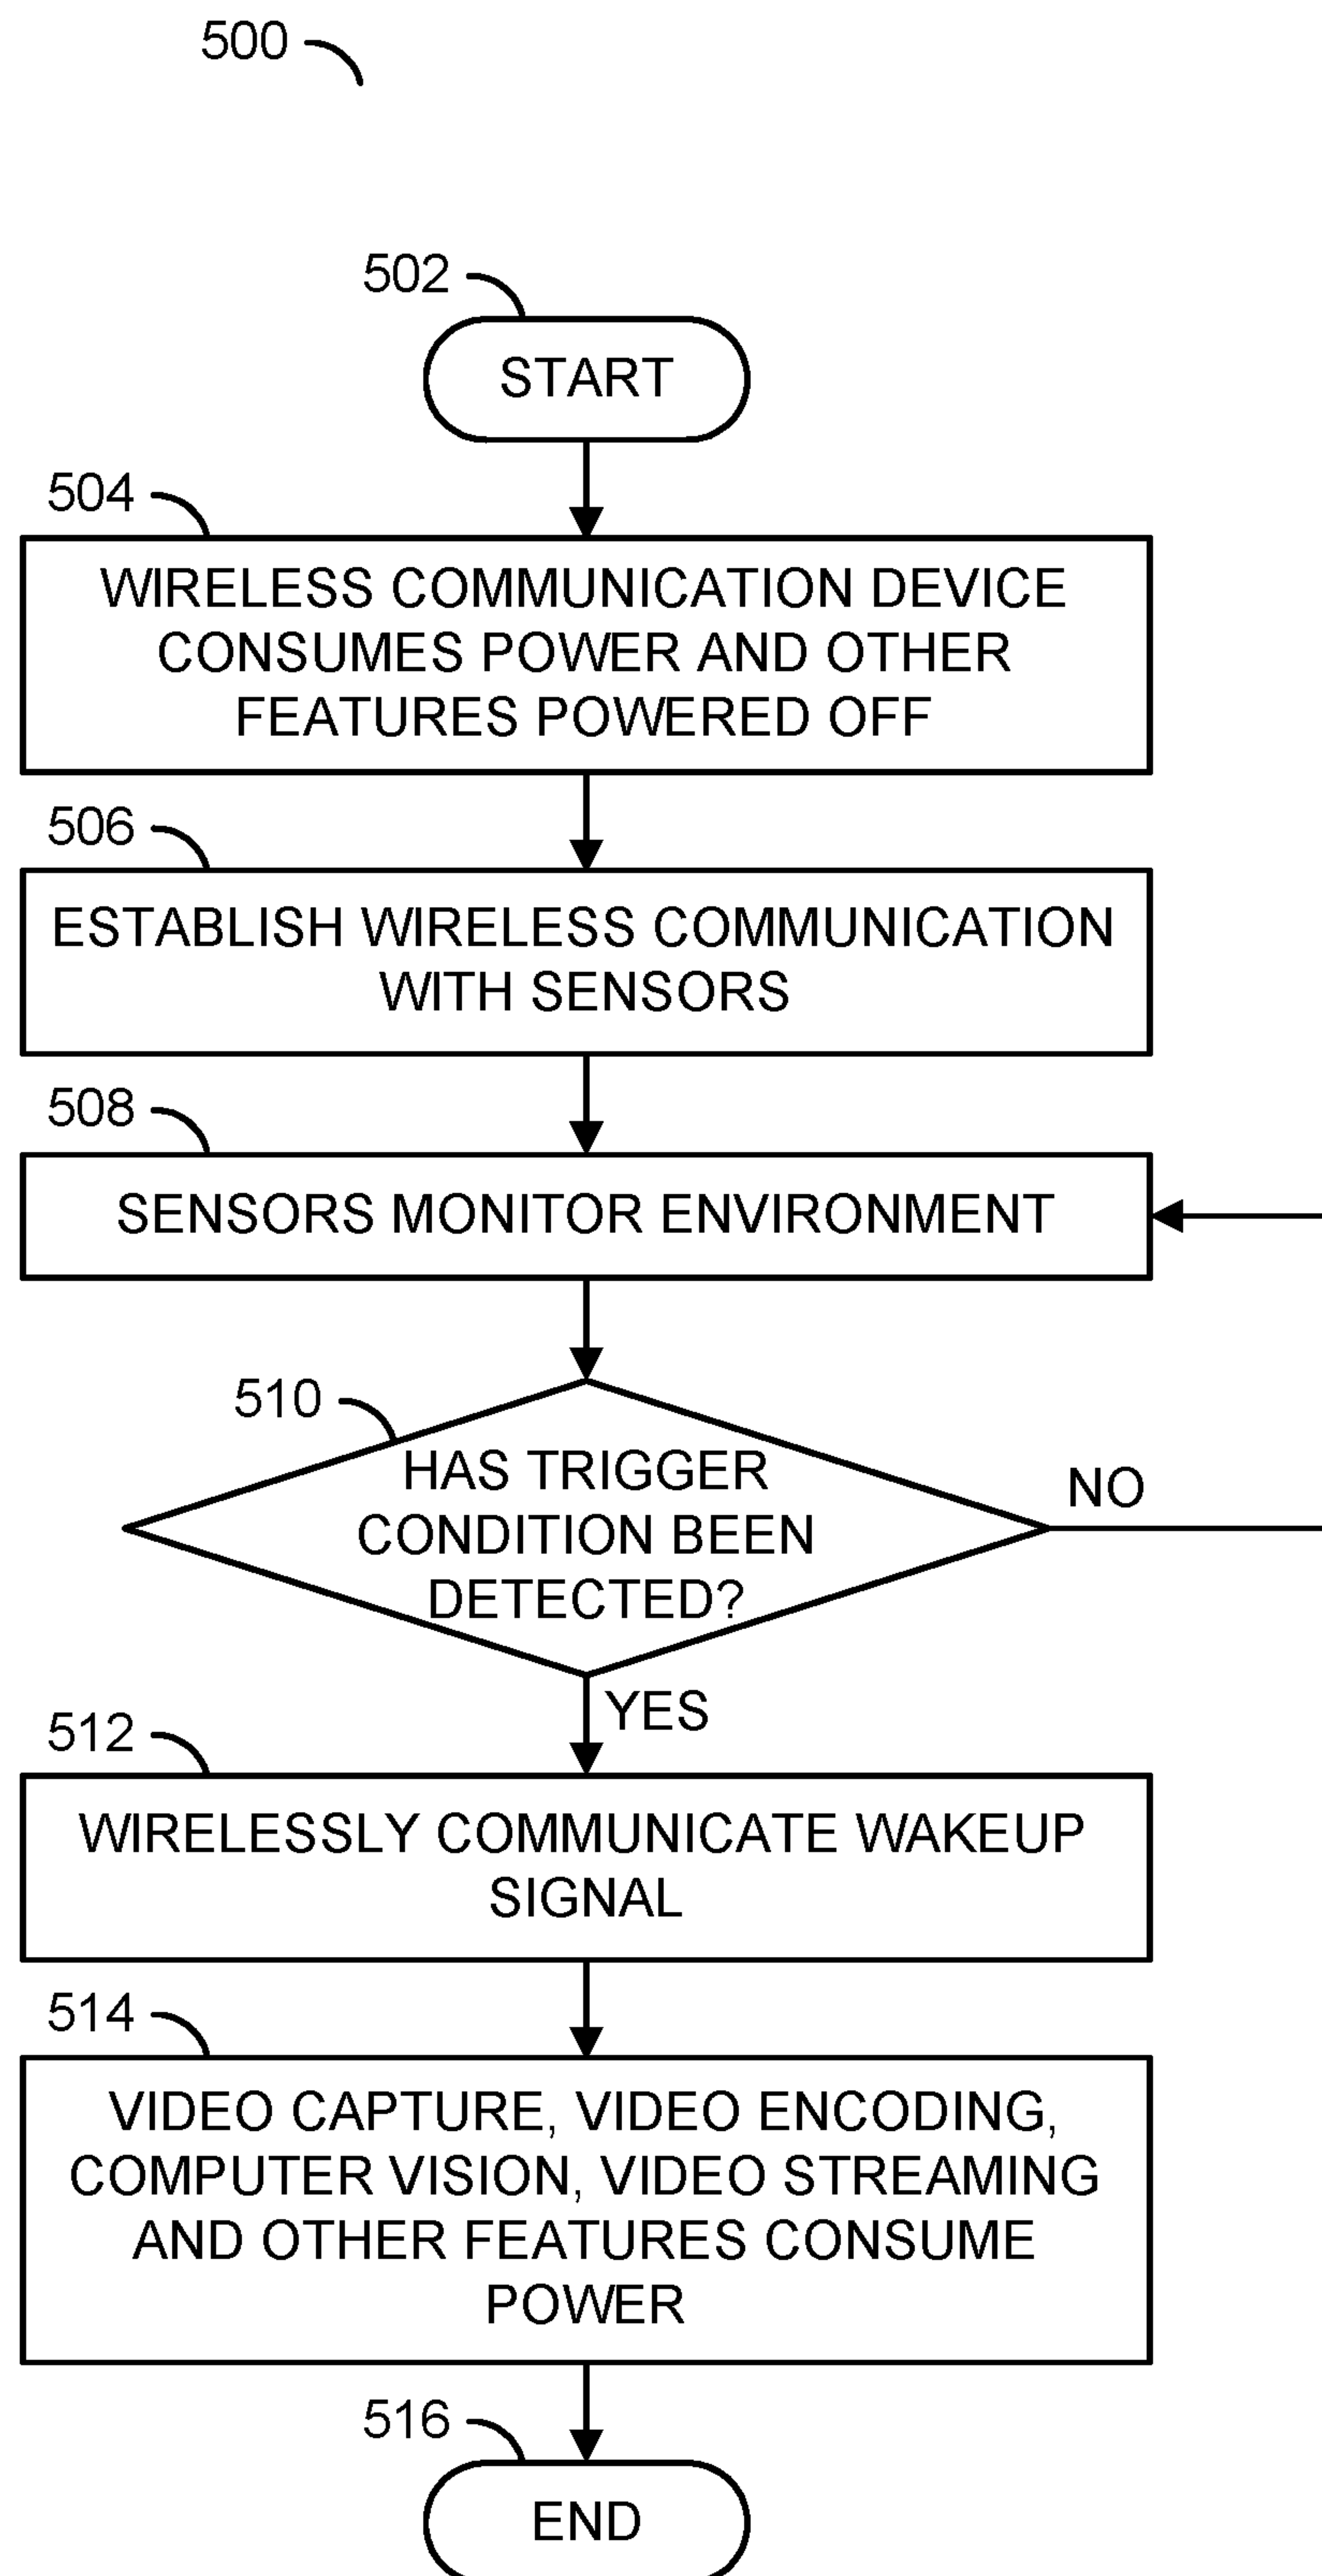 500
502
START
504
WIRELESS COMMUNICATION DEVICE
CONSUMES POWER AND OTHER
FEATURES POWERED OFF
506
ESTABLISH WIRELESS COMMUNICATION
WITH SENSORS
508
SENSORS MONITOR ENVIRONMENT
510
HAS TRIGGER
CONDITION BEEN
DETECTED?
NO
YES
512
WIRELESSLY COMMUNICATE WAKEUP
SIGNAL
514
VIDEO CAPTURE, VIDEO ENCODING,
COMPUTER VISION, VIDEO STREAMING
AND OTHER FEATURES CONSUME
POWER
516
END